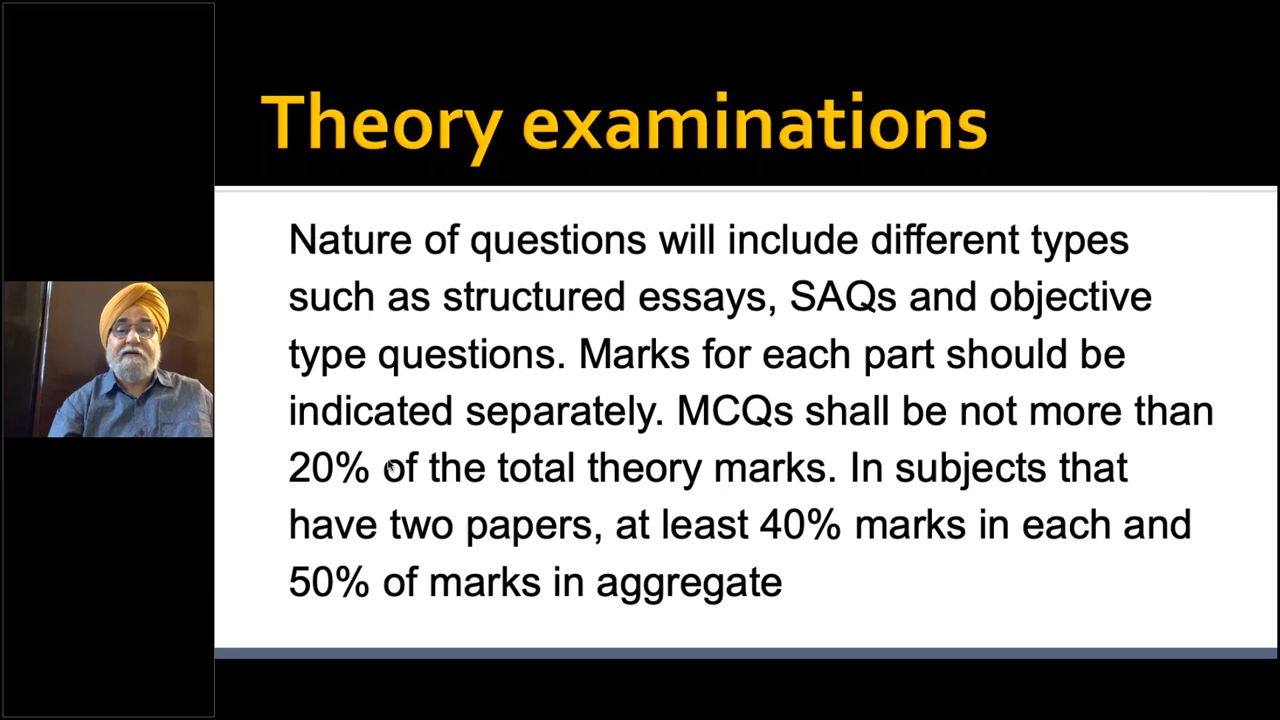 Theory examinations
Nature of questions will include different types
such as structured essays, SAQs and objective
type questions. Marks for each part should be
indicated separately. MCQs shall be not more than
20% of the total theory marks. In subjects that
have two papers, at least 40% marks in each and
50% of marks in aggregate